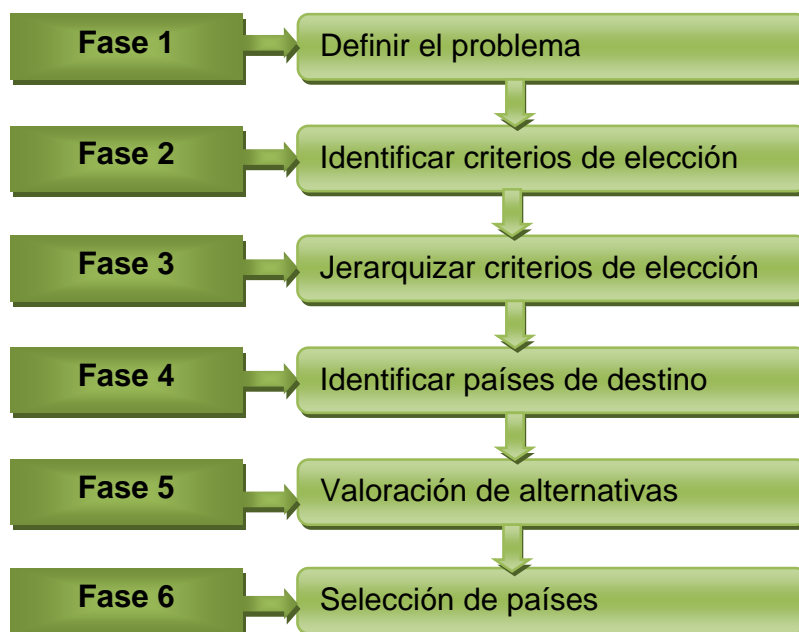 Fase 1
Definir el problema
Fase 2
Identificar criterios de elección
Fase 3
Jerarquizar criterios de elección
Fase 4
Identificar países de destino
Fase 5
Valoración de alternativas
Fase 6
Selección de países